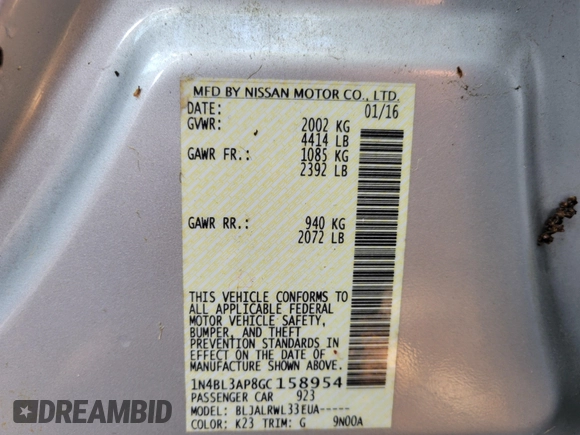 MFD BY NISSAN MOTOR CO., LTD.
DATE: 01/16
GVWR: 2002 KG
4414 LB
GAWR FR.: 1085 KG
2392 LB
GAWR RR.: 940 KG
2072 LB
THIS VEHICLE CONFORMS TO
ALL APPLICABLE FEDERAL
MOTOR VEHICLE SAFETY,
BUMPER, AND THEFT
PREVENTION STANDARDS IN
EFFECT ON THE DATE OF
MANUFACTURE SHOWN ABOVE.
1N4BL3AP8GC158954
PASSENGER CAR 923
MODEL: BLJALRWL33EUA-----
COLOR: K23 TRIM: G 9N00A
DEALERS
EDGE
AUTO